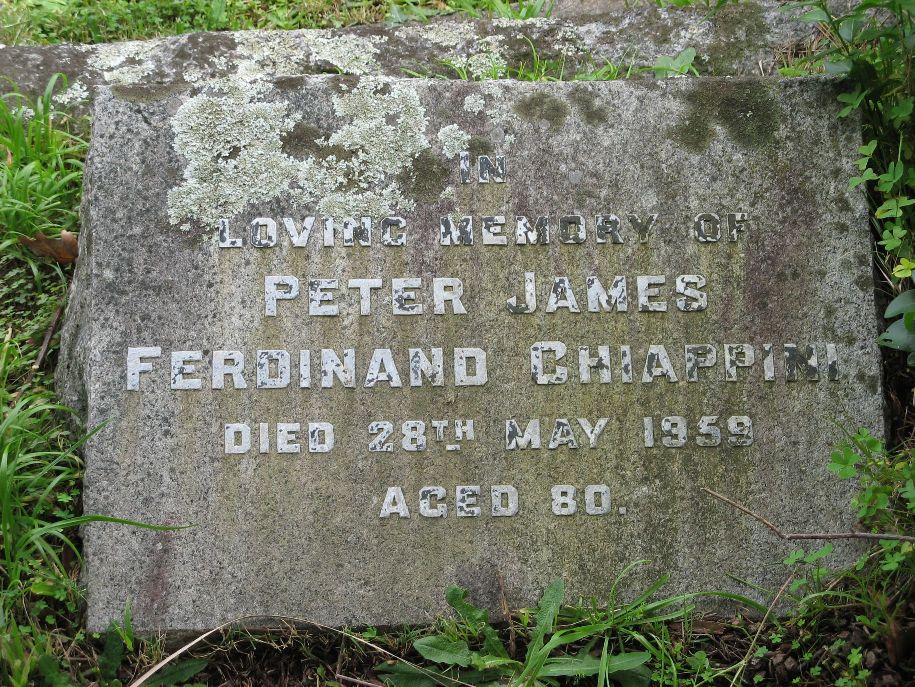 IN
LOVING MEMORY OF
PETER JAMES
FERDINAND CHIAPPINI
DIED 28TH MAY 1959
AGED 80.